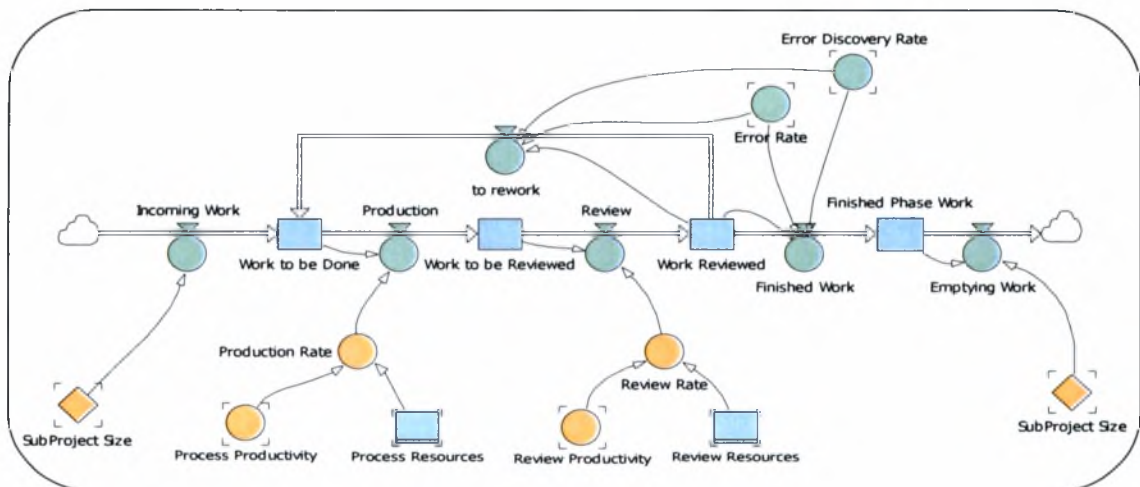 Error Discovery Rate
Error Rate
to rework
Incoming Work
Production
Review
Finished Phase Work
Work to be Done
Work to be Reviewed
Work Reviewed
Finished Work
Emptying Work
Production Rate
Review Rate
SubProject Size
Process Productivity
Process Resources
Review Productivity
Review Resources
SubProject Size